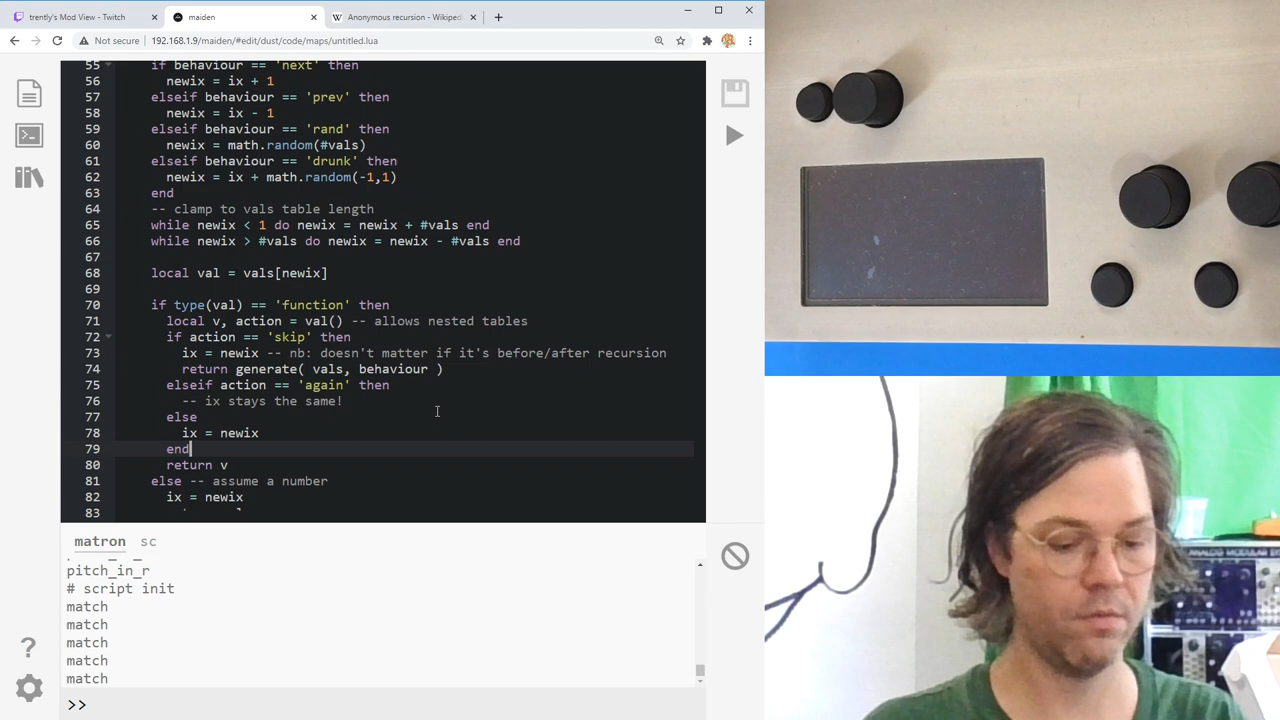 trently's Mod View - Twitch
maiden
Anonymous recursion - Wikiped
Not secure
192.168.1.9/maiden/#edit/dust/code/maps/untitled.lua
55 if behaviour == 'next' then
56 newix = ix + 1
57 elseif behaviour == 'prev' then
58 newix = ix - 1
59 elseif behaviour == 'rand' then
60 newix = math.random(#vals)
61 elseif behaviour == 'drunk' then
62 newix = ix + math.random(-1,1)
63 end
64 -- clamp to vals table length
65 while newix < 1 do newix = newix + #vals end
66 while newix > #vals do newix = newix - #vals end
67
68 local val = vals[newix]
69
70 if type(val) == 'function' then
71 local v, action = val() -- allows nested tables
72 if action == 'skip' then
73 ix = newix -- nb: doesn't matter if it's before/after recursion
74 return generate( vals, behaviour )
75 elseif action == 'again' then
76 -- ix stays the same!
77 else
78 ix = newix
79 end
80 return v
81 else -- assume a number
82 ix = newix
83
matron sc
pitch_in_r
# script init
match
match
match
match
match
>>
ANALOG MODULAR SY